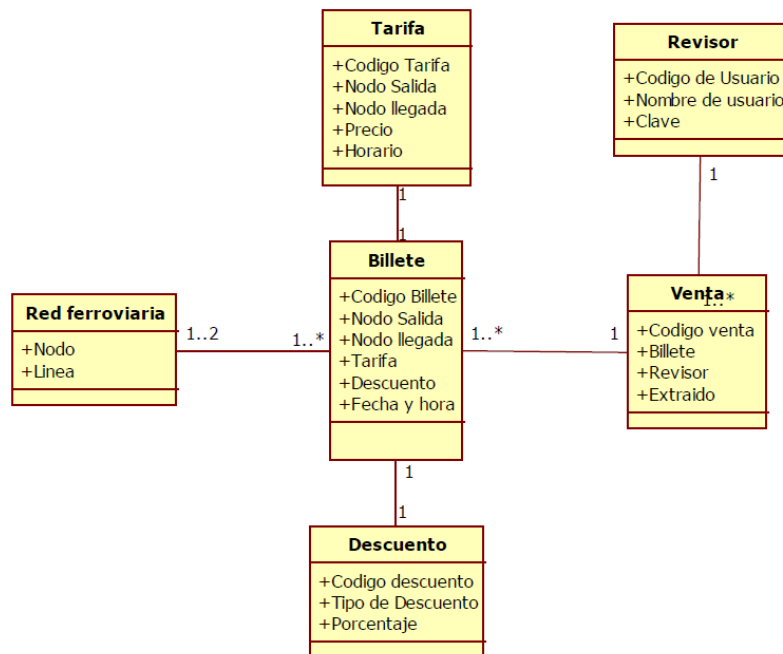 Tarifa
+Codigo Tarifa
+Nodo Salida
+Nodo llegada
+Precio
+Horario
Revisor
+Codigo de Usuario
+Nombre de usuario
+Clave
1
1
1
Billete
+Codigo Billete
+Nodo Salida
+Nodo llegada
+Tarifa
+Descuento
+Fecha y hora
Red ferroviaria
+Nodo
+Linea
1..2
1..*
1..*
1
1..*
Venta
+Codigo venta
+Billete
+Revisor
+Extraido
1
1
Descuento
+Codigo descuento
+Tipo de Descuento
+Porcentaje